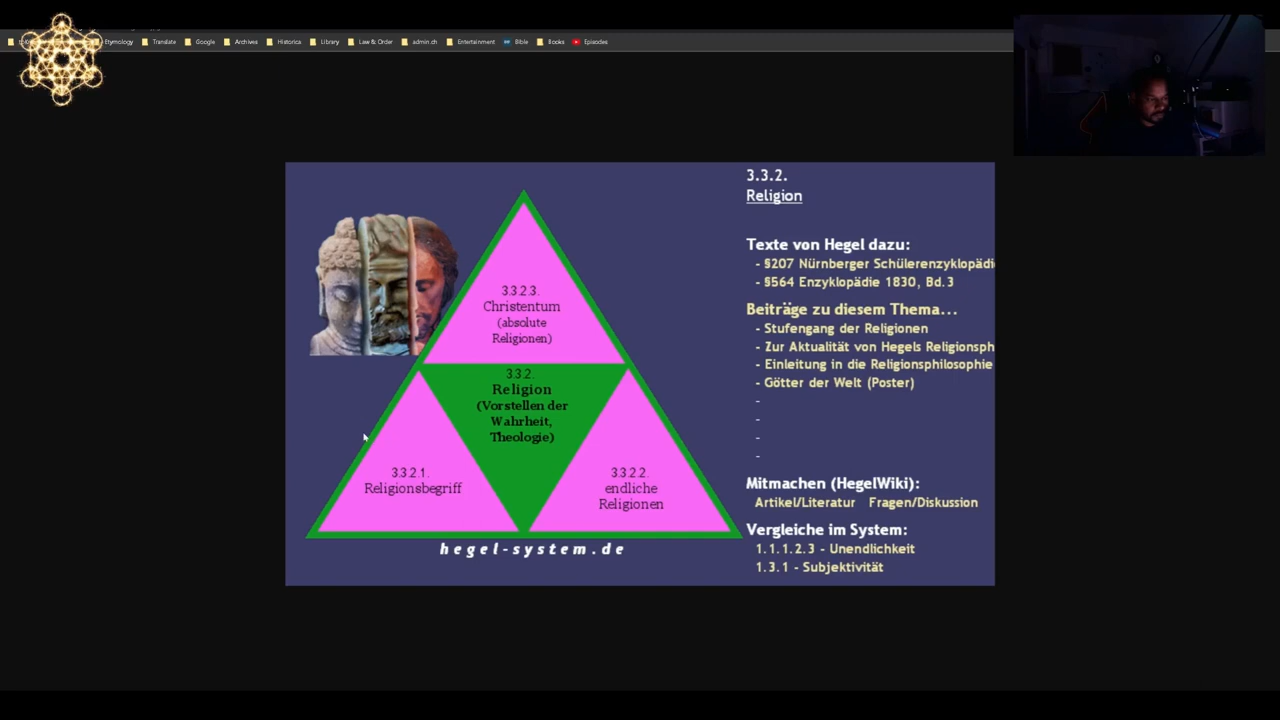 Etymology Translate Google Archives Historica Library Law & Order admin.ch Entertainment Bible Books Episodes
3.3.2.
Religion
Texte von Hegel dazu:
- §207 Nürnberger Schülerenzyklopädi
- §564 Enzyklopädie 1830, Bd.3
Beiträge zu diesem Thema...
- Stufengang der Religionen
- Zur Aktualität von Hegels Religionsph
- Einleitung in die Religionsphilosophie
- Götter der Welt (Poster)
-
-
-
-
Mitmachen (HegelWiki):
Artikel/Literatur Fragen/Diskussion
Vergleiche im System:
1.1.1.2.3 - Unendlichkeit
1.3.1 - Subjektivität
3.3.2.3.
Christentum
(absolute
Religionen)
3.3.2.
Religion
(Vorstellen der
Wahrheit,
Theologie)
3.3.2.1.
Religionsbegriff
3.3.2.2.
endliche
Religionen
hegel-system.de